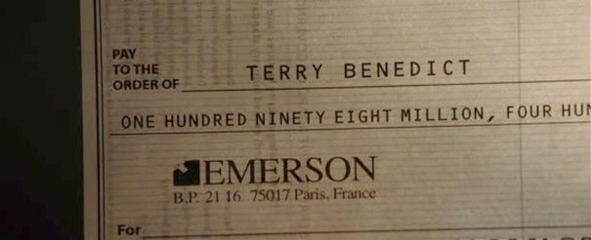 PAY
TO THE
ORDER OF TERRY BENEDICT
ONE HUNDRED NINETY EIGHT MILLION, FOUR HUN
EMERSON
B.P. 21 16 75017 Paris, France
For